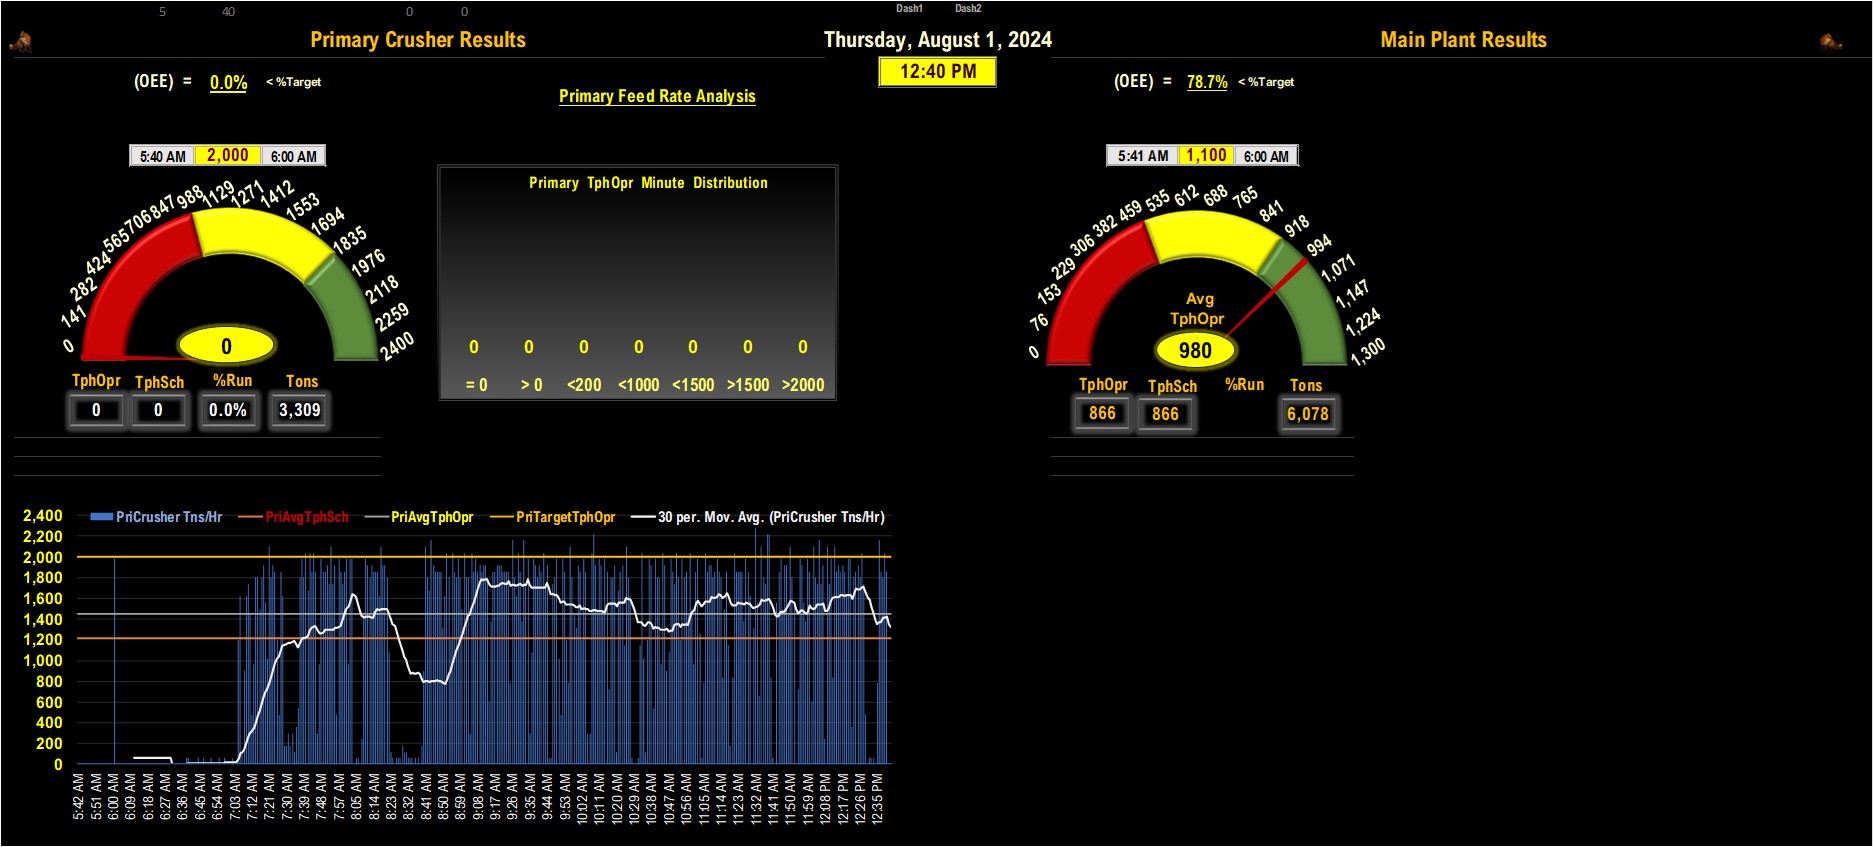 5 40 0 0 Dash1 Dash2
Primary Crusher Results Thursday, August 1, 2024 Main Plant Results
12:40 PM
(OEE) = 0.0% < %Target (OEE) = 78.7% < %Target
Primary Feed Rate Analysis
5:40 AM 2,000 6:00 AM
0 141 282 424 565 706 847 988 1129 1271 1412 1553 1694 1835 1976 2118 2259 2400
0
TphOpr TphSch %Run Tons
0 0 0.0% 3,309
Primary TphOpr Minute Distribution
0 0 0 0 0 0 0
= 0 > 0 <200 <1000 <1500 >1500 >2000
5:41 AM 1,100 6:00 AM
0 76 153 229 306 382 459 535 612 688 765 841 918 994 1,071 1,147 1,224 1,300
Avg
TphOpr
980
TphOpr TphSch %Run Tons
866 866 6,078
PriCrusher Tns/Hr PriAvgTphSch PriAvgTphOpr PriTargetTphOpr 30 per. Mov. Avg. (PriCrusher Tns/Hr)
2,400
2,200
2,000
1,800
1,600
1,400
1,200
1,000
800
600
400
200
0
5:42 AM 5:51 AM 6:00 AM 6:09 AM 6:18 AM 6:27 AM 6:36 AM 6:45 AM 6:54 AM 7:03 AM 7:12 AM 7:21 AM 7:30 AM 7:39 AM 7:48 AM 7:57 AM 8:05 AM 8:14 AM 8:23 AM 8:32 AM 8:41 AM 8:50 AM 8:59 AM 9:08 AM 9:17 AM 9:26 AM 9:35 AM 9:44 AM 9:53 AM 10:02 AM 10:11 AM 10:20 AM 10:29 AM 10:38 AM 10:47 AM 10:56 AM 11:05 AM 11:14 AM 11:23 AM 11:32 AM 11:41 AM 11:50 AM 11:59 AM 12:08 PM 12:17 PM 12:26 PM 12:35 PM